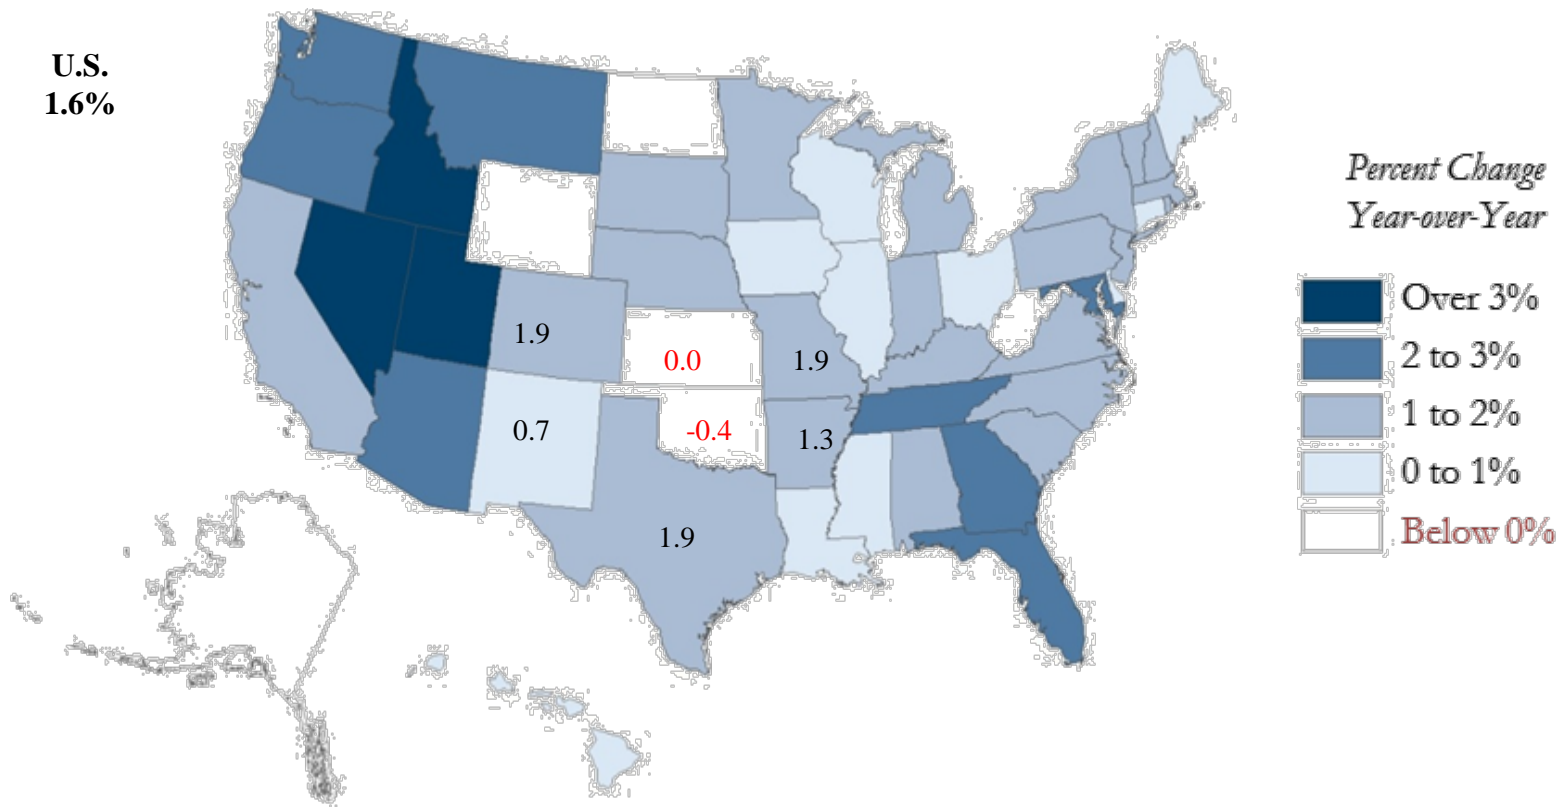 U.S.
1.6%
Percent Change
Year-over-Year
Over 3%
2 to 3%
1 to 2%
0 to 1%
Below 0%
1.9
0.0
1.9
0.7
-0.4
1.3
1.9